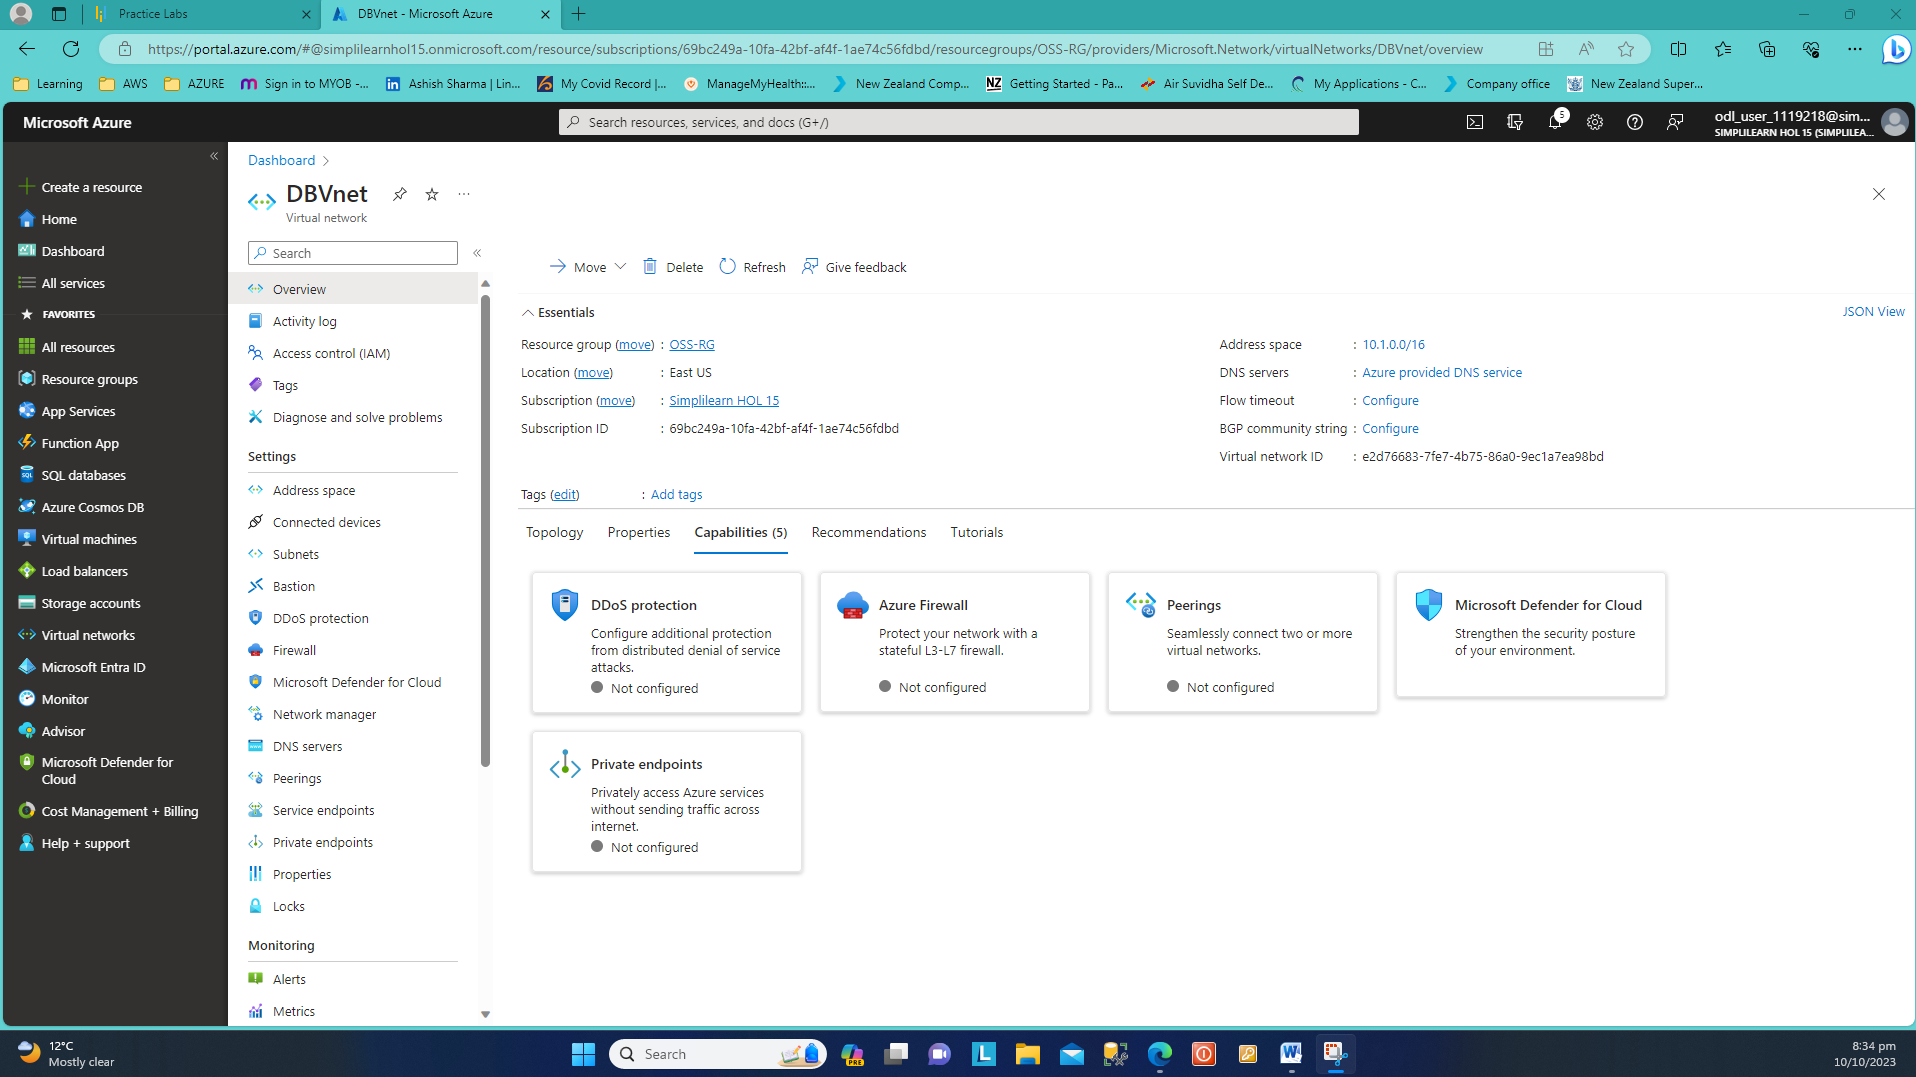 Practice Labs
DBVnet - Microsoft Azure
https://portal.azure.com/#@simplilearnhol15.onmicrosoft.com/resource/subscriptions/69bc249a-10fa-42bf-af4f-1ae74c56fdbd/resourcegroups/OSS-RG/providers/Microsoft.Network/virtualNetworks/DBVnet/overview
Learning
AWS
AZURE
Sign in to MYOB -...
Ashish Sharma | Lin...
My Covid Record |...
ManageMyHealth::...
New Zealand Comp...
NZ
Getting Started - Pa...
Air Suvidha Self De...
My Applications - C...
Company office
New Zealand Super...
Microsoft Azure
Search resources, services, and docs (G+/)
5
odl_user_1119218@sim...
SIMPLILEARN HOL 15 (SIMPLILEA...
Create a resource
Home
Dashboard
All services
FAVORITES
All resources
Resource groups
App Services
Function App
SQL databases
Azure Cosmos DB
Virtual machines
Load balancers
Storage accounts
Virtual networks
Microsoft Entra ID
Monitor
Advisor
Microsoft Defender for
Cloud
Cost Management + Billing
Help + support
Dashboard
DBVnet
Virtual network
Search
Overview
Activity log
Access control (IAM)
Tags
Diagnose and solve problems
Settings
Address space
Connected devices
Subnets
Bastion
DDoS protection
Firewall
Microsoft Defender for Cloud
Network manager
DNS servers
Peerings
Service endpoints
Private endpoints
Properties
Locks
Monitoring
Alerts
Metrics
Move
Delete
Refresh
Give feedback
Essentials
JSON View
Resource group (move) : OSS-RG
Location (move) : East US
Subscription (move) : Simplilearn HOL 15
Subscription ID : 69bc249a-10fa-42bf-af4f-1ae74c56fdbd
Address space : 10.1.0.0/16
DNS servers : Azure provided DNS service
Flow timeout : Configure
BGP community string : Configure
Virtual network ID : e2d76683-7fe7-4b75-86a0-9ec1a7ea98bd
Tags (edit) : Add tags
Topology
Properties
Capabilities (5)
Recommendations
Tutorials
DDoS protection
Configure additional protection
from distributed denial of service
attacks.
Not configured
Azure Firewall
Protect your network with a
stateful L3-L7 firewall.
Not configured
Peerings
Seamlessly connect two or more
virtual networks.
Not configured
Microsoft Defender for Cloud
Strengthen the security posture
of your environment.
Private endpoints
Privately access Azure services
without sending traffic across
internet.
Not configured
12°C
Mostly clear
Search
PRE
L
W
8:34 pm
10/10/2023